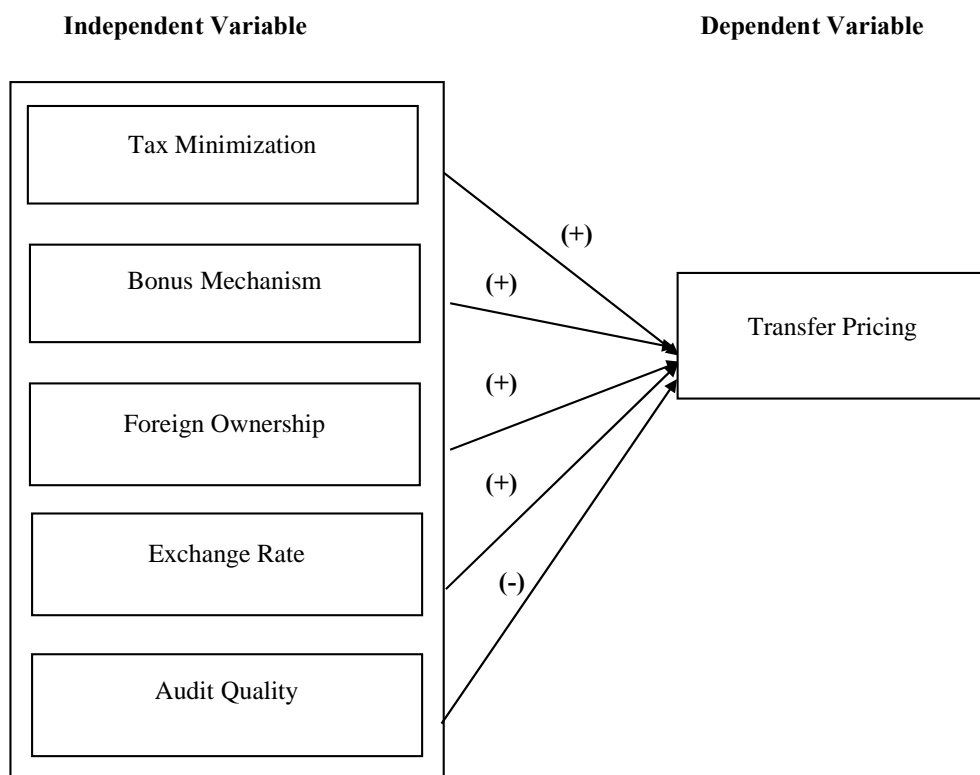 Independent Variable
Dependent Variable
Tax Minimization
(+)
Bonus Mechanism
(+)
Transfer Pricing
(+)
Foreign Ownership
(+)
Exchange Rate
(-)
Audit Quality